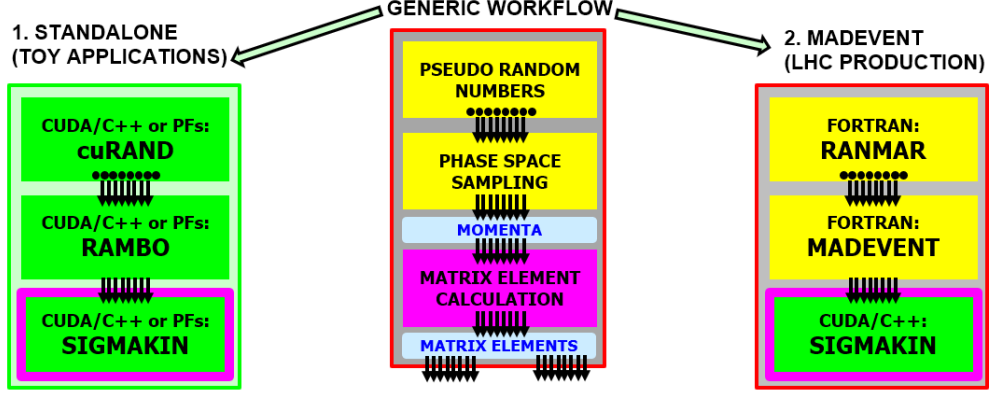 GENERIC WORKFLOW
1. STANDALONE
(TOY APPLICATIONS)
CUDA/C++ or PFs:
cuRAND
CUDA/C++ or PFs:
RAMBO
CUDA/C++ or PFs:
SIGMAKIN
PSEUDO RANDOM
NUMBERS
PHASE SPACE
SAMPLING
MOMENTA
MATRIX ELEMENT
CALCULATION
MATRIX ELEMENTS
2. MADEVENT
(LHC PRODUCTION)
FORTRAN:
RANMAR
FORTRAN:
MADEVENT
CUDA/C++:
SIGMAKIN